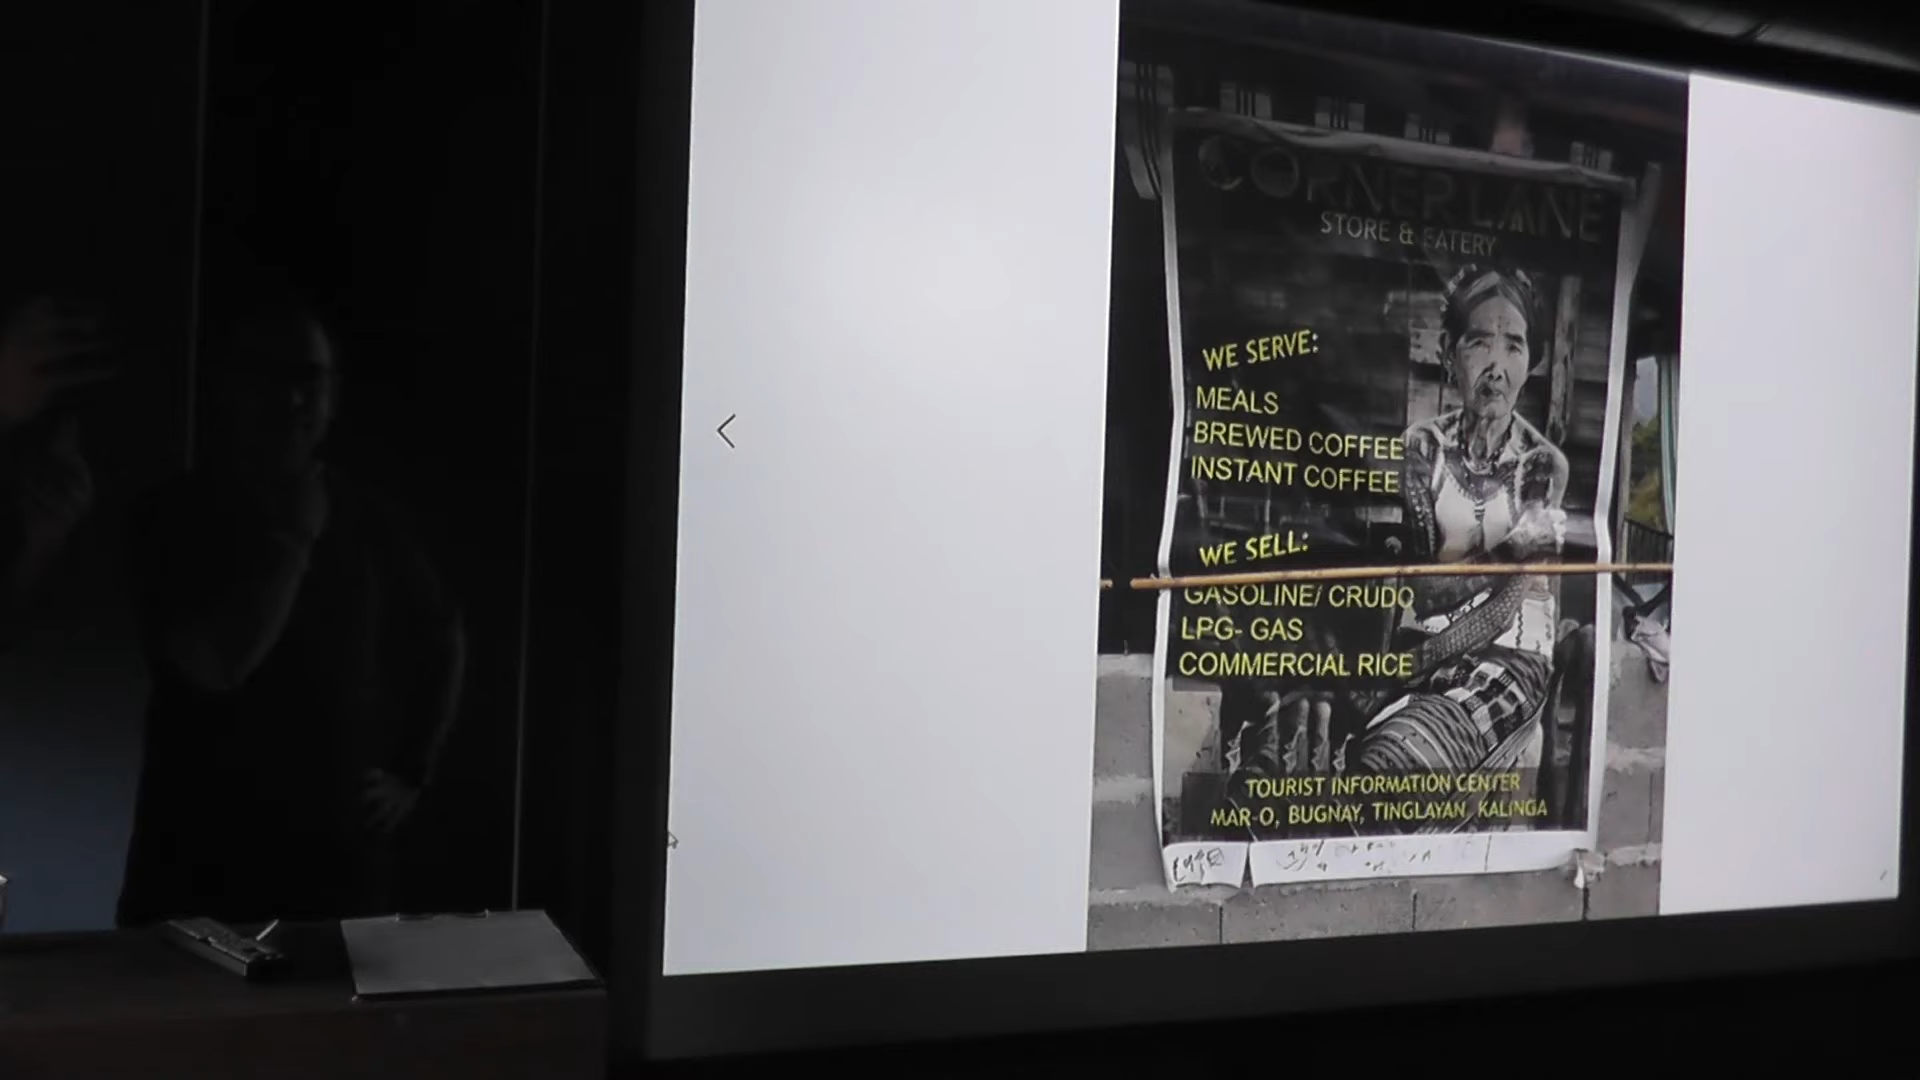 CORNER LANE
STORE & EATERY
WE SERVE:
MEALS
BREWED COFFEE
INSTANT COFFEE
WE SELL:
GASOLINE/ CRUDO
LPG- GAS
COMMERCIAL RICE
TOURIST INFORMATION CENTER
MAR-O, BUGNAY, TINGLAYAN, KALINGA